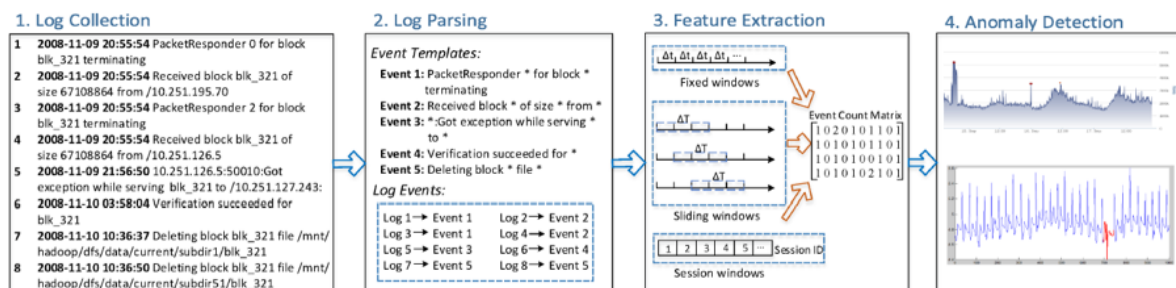 1. Log Collection
1 2008-11-09 20:55:54 PacketResponder 0 for block
blk_321 terminating
2 2008-11-09 20:55:54 Received block blk_321 of
size 67108864 from /10.251.195.70
3 2008-11-09 20:55:54 PacketResponder 2 for block
blk_321 terminating
4 2008-11-09 20:55:54 Received block blk_321 of
size 67108864 from /10.251.126.5
5 2008-11-09 21:56:50 10.251.126.5:50010:Got
exception while serving blk_321 to /10.251.127.243:
6 2008-11-10 03:58:04 Verification succeeded for
blk_321
7 2008-11-10 10:36:37 Deleting block blk_321 file /mnt/
hadoop/dfs/data/current/subdir1/blk_321
8 2008-11-10 10:36:50 Deleting block blk_321 file /mnt/
hadoop/dfs/data/current/subdir51/blk_321
2. Log Parsing
Event Templates:
Event 1: PacketResponder * for block *
terminating
Event 2: Received block * of size * from *
Event 3: *:Got exception while serving *
to *
Event 4: Verification succeeded for *
Event 5: Deleting block * file *
Log Events:
Log 1 → Event 1 Log 2 → Event 2
Log 3 → Event 1 Log 4 → Event 2
Log 5 → Event 3 Log 6 → Event 4
Log 7 → Event 5 Log 8 → Event 5
3. Feature Extraction
Δt Δt Δt Δt ...
Fixed windows
ΔT
ΔT
ΔT
Sliding windows
1 2 3 4 5 ... Session ID
Session windows
Event Count Matrix
1 0 2 0 1 0 1 1 0 1
0 0 1 0 1 1 0 1 0 1
1 1 0 1 0 0 1 0 0 1
1 0 1 0 1 0 2 1 0 1
4. Anomaly Detection